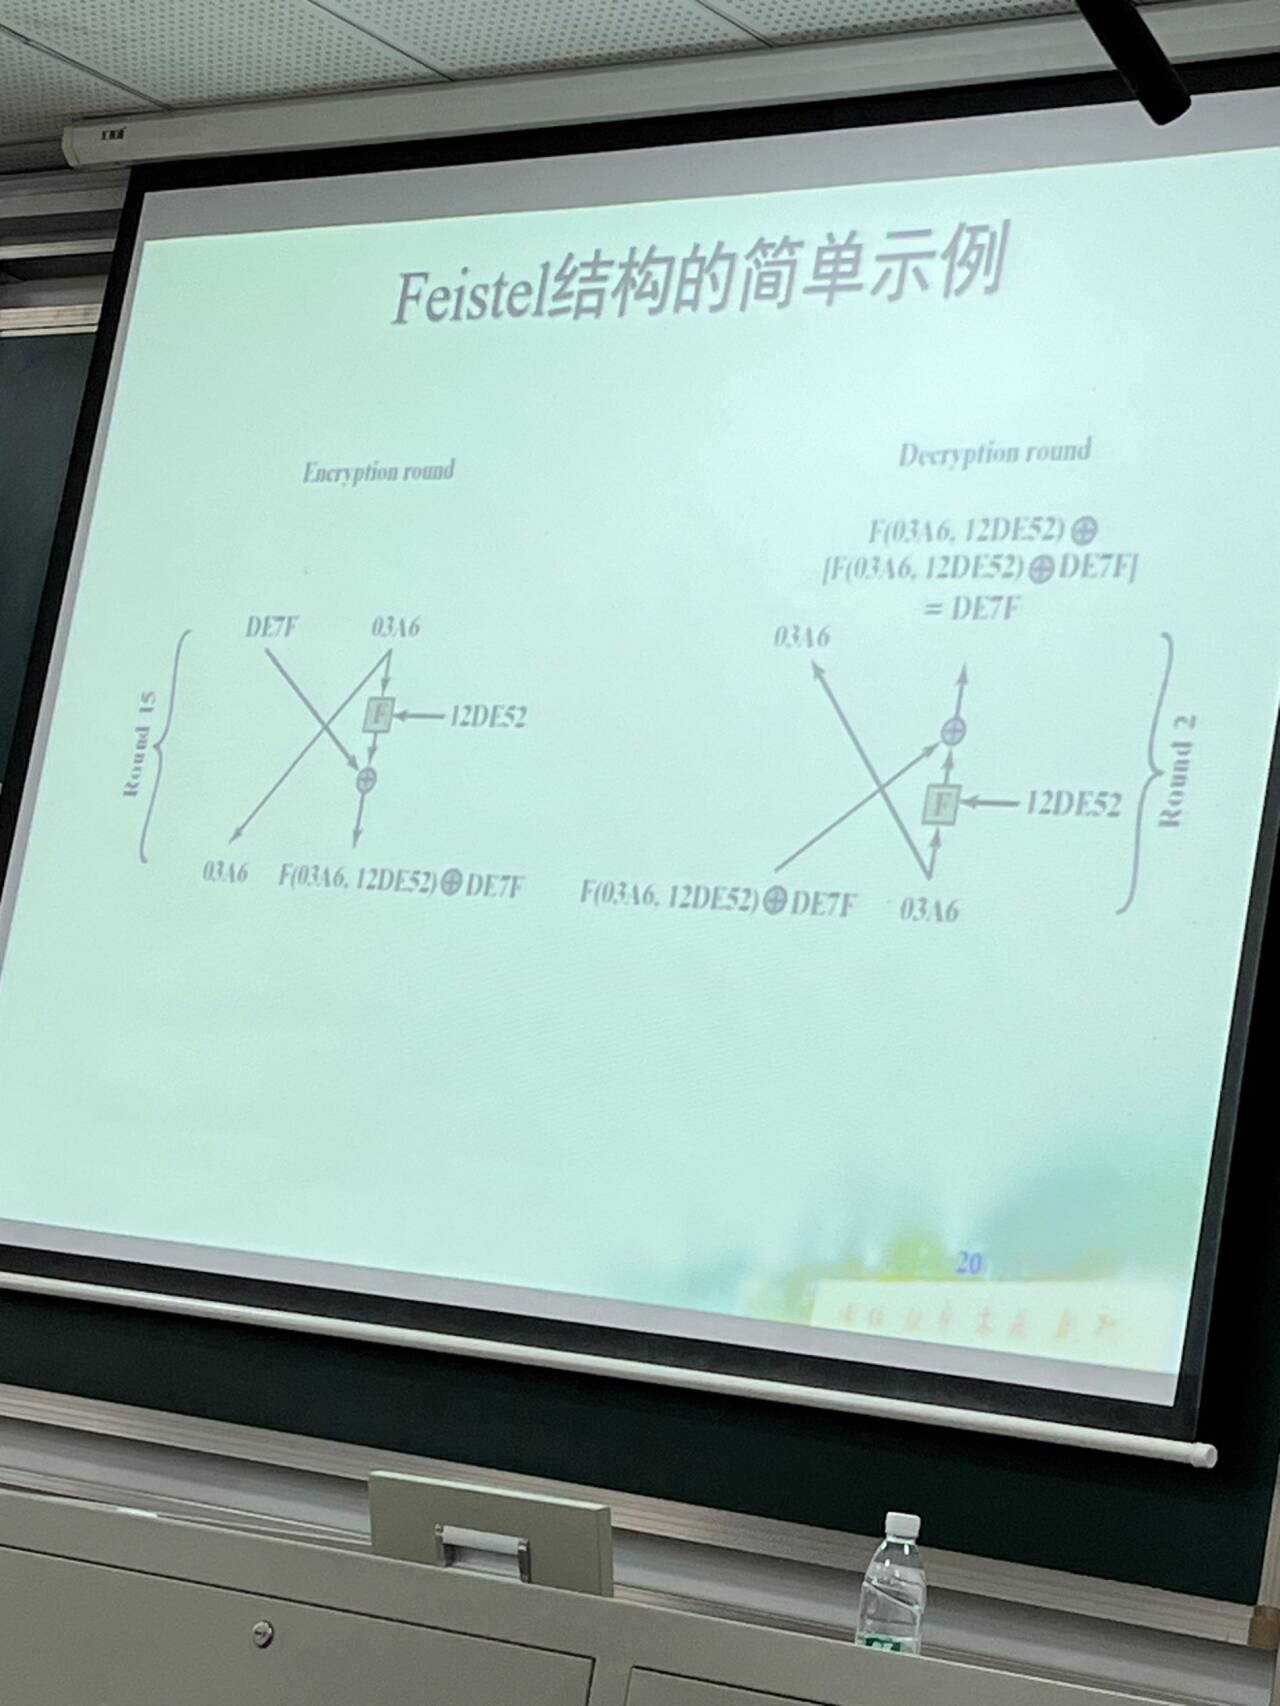 Feistel结构的简单示例
Encryption round
Decryption round
F(03A6, 12DE52) ⊕
[F(03A6, 12DE52) ⊕ DE7F]
= DE7F
DE7F 03A6
Round 15
F
12DE52
⊕
03A6 F(03A6, 12DE52) ⊕ DE7F
03A6
⊕
F
12DE52
Round 2
F(03A6, 12DE52) ⊕ DE7F 03A6
20